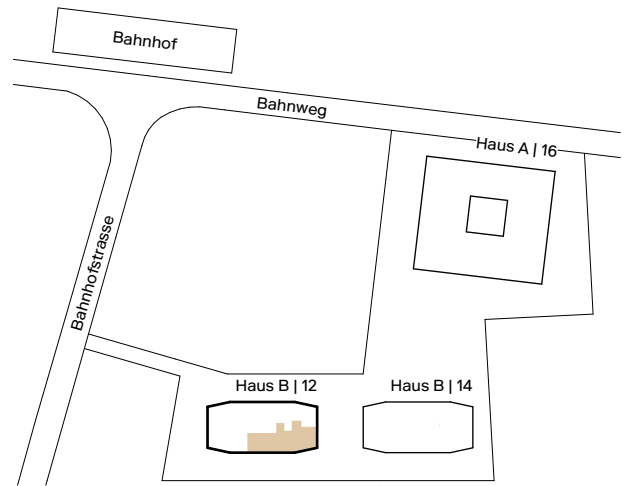 Bahnhof
Bahnweg
Haus A | 16
Bahnhofstrasse
Haus B | 12
Haus B | 14